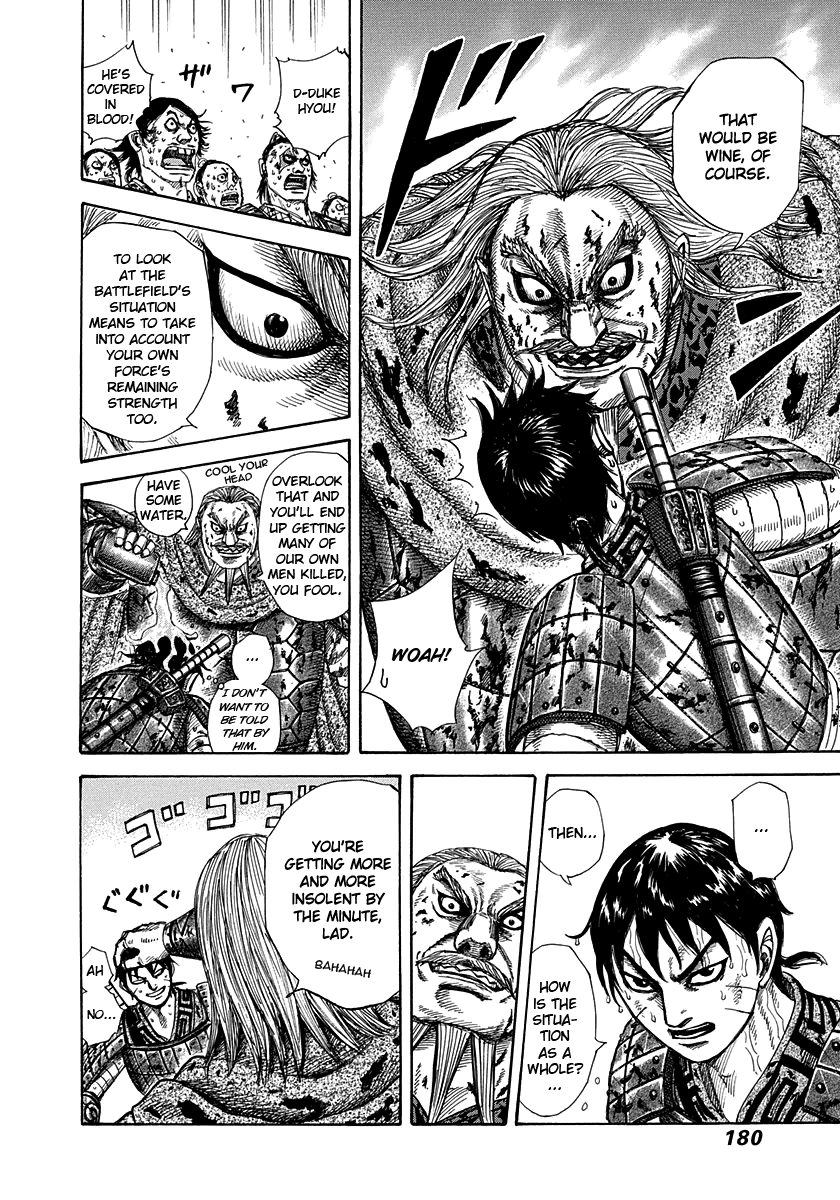 THAT
WOULD BE
WINE, OF
COURSE.
ド
WOAH!
D-DUKE
HYOU!
ザワ
HE'S
COVERED
IN
BLOOD!
TO LOOK
AT THE
BATTLEFIELD'S
SITUATION
MEANS TO TAKE
INTO ACCOUNT
YOUR OWN
FORCE'S
REMAINING
STRENGTH
TOO.
OVERLOOK
THAT AND
YOU'LL END
UP GETTING
MANY OF
OUR OWN
MEN KILLED,
YOU FOOL.
COOL YOUR
HEAD
HAVE
SOME
WATER.
...
I DON'T
WANT TO
BE TOLD
THAT BY
HIM.
...
THEN...
HOW
IS THE
SITUA-
TION
AS A
WHOLE?
...
YOU'RE
GETTING MORE
AND MORE
INSOLENT BY
THE MINUTE,
LAD.
BAHAHAH
ゴゴゴ
ぐぐぐ
AH
NO...
180